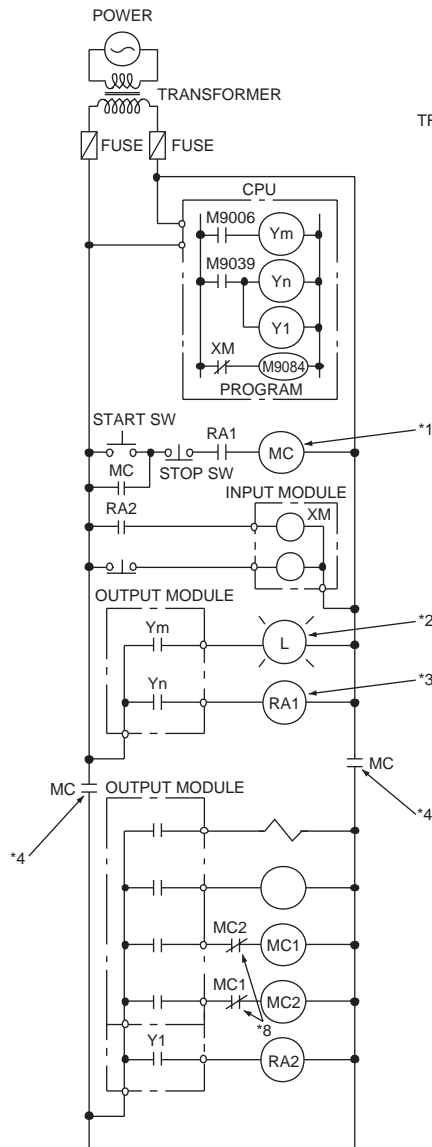 POWER
TRANSFORMER
TR
FUSE
FUSE
CPU
M9006
Ym
M9039
Yn
Y1
XM
M9084
PROGRAM
START SW
RA1
MC
*1
MC
STOP SW
RA2
INPUT MODULE
XM
OUTPUT MODULE
Ym
L
*2
Yn
RA1
*3
MC
MC
OUTPUT MODULE
*4
*4
MC2
MC1
MC1
MC2
*8
Y1
RA2